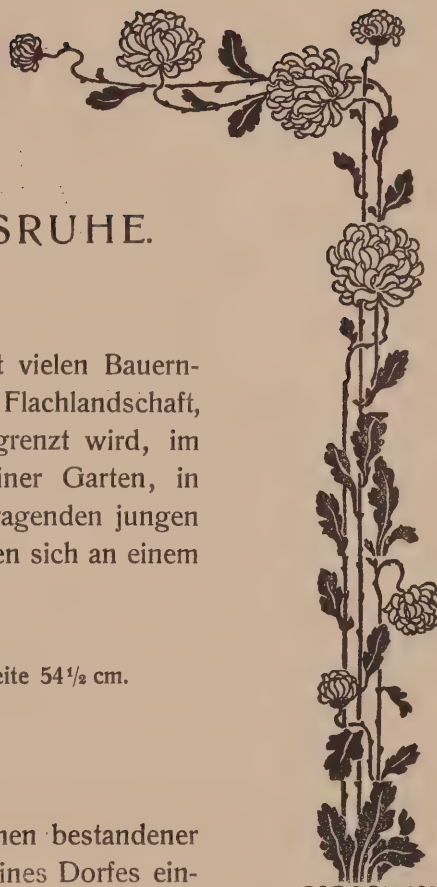 SRUHE.
t vielen Bauern-
Flachlandschaft,
grenzt wird, im
iner Garten, in
ragenden jungen
en sich an einem
eite 54½ cm.
nen bestandener
ines Dorfes ein-